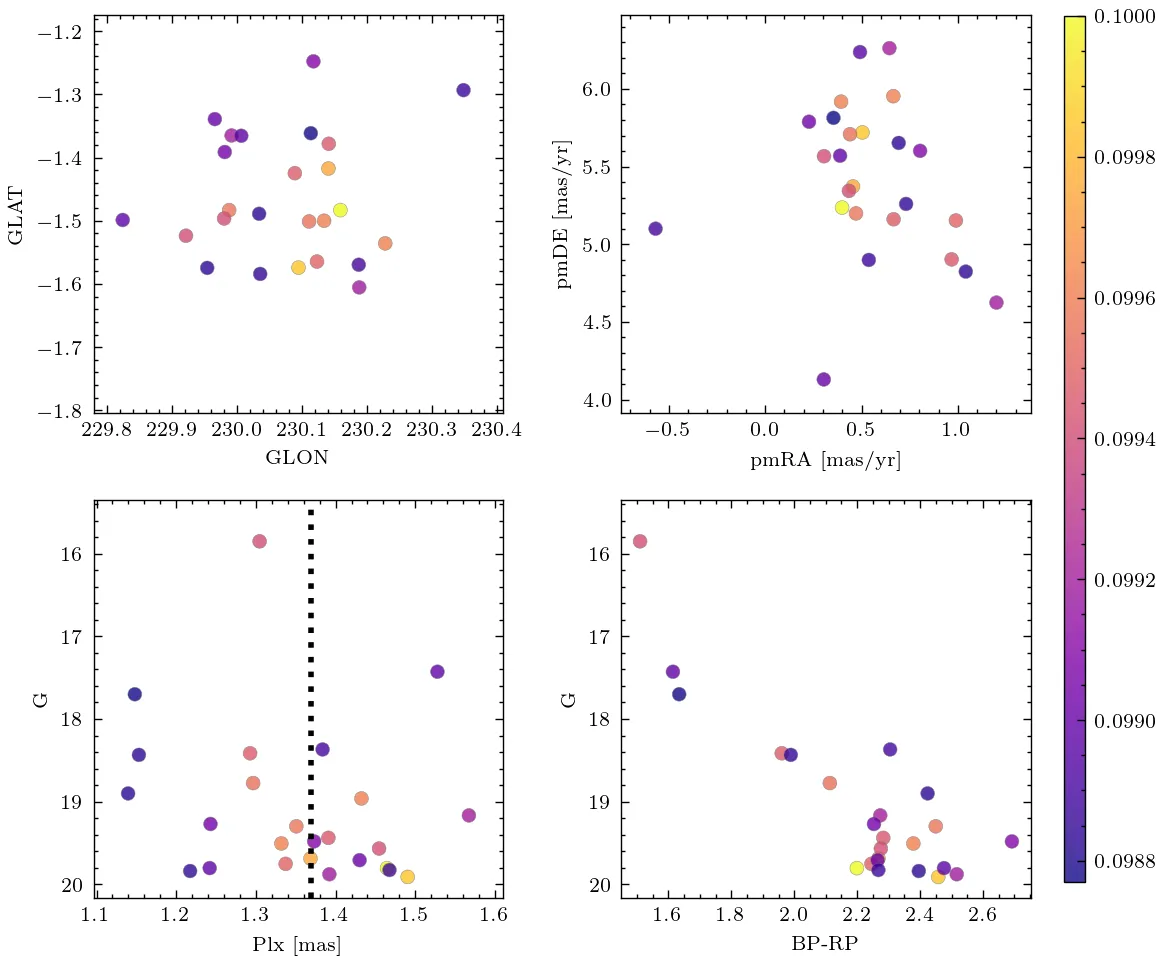 −1.2
−1.3
−1.4
−1.5
−1.6
−1.7
−1.8
GLAT
229.8 229.9 230.0 230.1 230.2 230.3 230.4
GLON
6.0
5.5
5.0
4.5
4.0
pmDE [mas/yr]
−0.5 0.0 0.5 1.0
pmRA [mas/yr]
16
17
18
19
20
G
1.1 1.2 1.3 1.4 1.5 1.6
Plx [mas]
16
17
18
19
20
G
1.6 1.8 2.0 2.2 2.4 2.6
BP-RP
0.1000
0.0998
0.0996
0.0994
0.0992
0.0990
0.0988